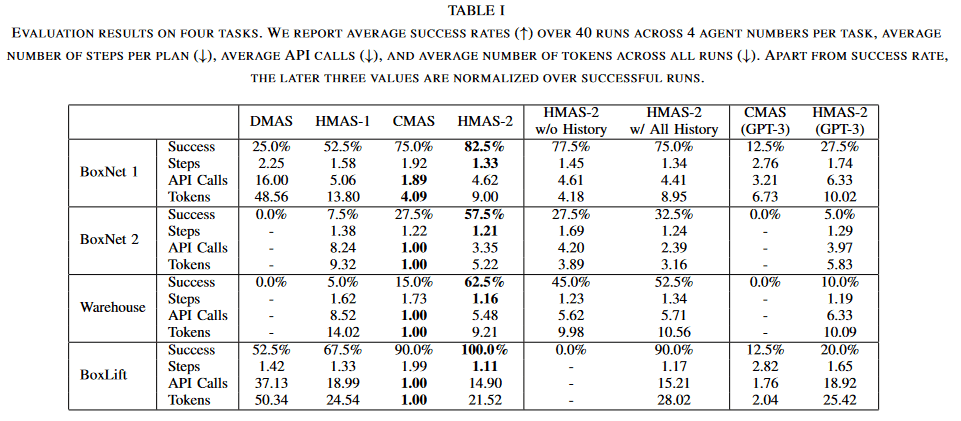 TABLE I
EVALUATION RESULTS ON FOUR TASKS. WE REPORT AVERAGE SUCCESS RATES (↑) OVER 40 RUNS ACROSS 4 AGENT NUMBERS PER TASK, AVERAGE
NUMBER OF STEPS PER PLAN (↓), AVERAGE API CALLS (↓), AND AVERAGE NUMBER OF TOKENS ACROSS ALL RUNS (↓). APART FROM SUCCESS RATE,
THE LATER THREE VALUES ARE NORMALIZED OVER SUCCESSFUL RUNS.
DMAS HMAS-1 CMAS HMAS-2 HMAS-2 w/o History HMAS-2 w/ All History CMAS (GPT-3) HMAS-2 (GPT-3)
BoxNet 1 Success 25.0% 52.5% 75.0% 82.5% 77.5% 75.0% 12.5% 27.5%
Steps 2.25 1.58 1.92 1.33 1.45 1.34 2.76 1.74
API Calls 16.00 5.06 1.89 4.62 4.61 4.41 3.21 6.33
Tokens 48.56 13.80 4.09 9.00 4.18 8.95 6.73 10.02
BoxNet 2 Success 0.0% 7.5% 27.5% 57.5% 27.5% 32.5% 0.0% 5.0%
Steps - 1.38 1.22 1.21 1.69 1.24 - 1.29
API Calls - 8.24 1.00 3.35 4.20 2.39 - 3.97
Tokens - 9.32 1.00 5.22 3.89 3.16 - 5.83
Warehouse Success 0.0% 5.0% 15.0% 62.5% 45.0% 52.5% 0.0% 10.0%
Steps - 1.62 1.73 1.16 1.23 1.34 - 1.19
API Calls - 8.52 1.00 5.48 5.62 5.71 - 6.33
Tokens - 14.02 1.00 9.21 9.98 10.56 - 10.09
BoxLift Success 52.5% 67.5% 90.0% 100.0% 0.0% 90.0% 12.5% 20.0%
Steps 1.42 1.33 1.99 1.11 - 1.17 2.82 1.65
API Calls 37.13 18.99 1.00 14.90 - 15.21 1.76 18.92
Tokens 50.34 24.54 1.00 21.52 - 28.02 2.04 25.42